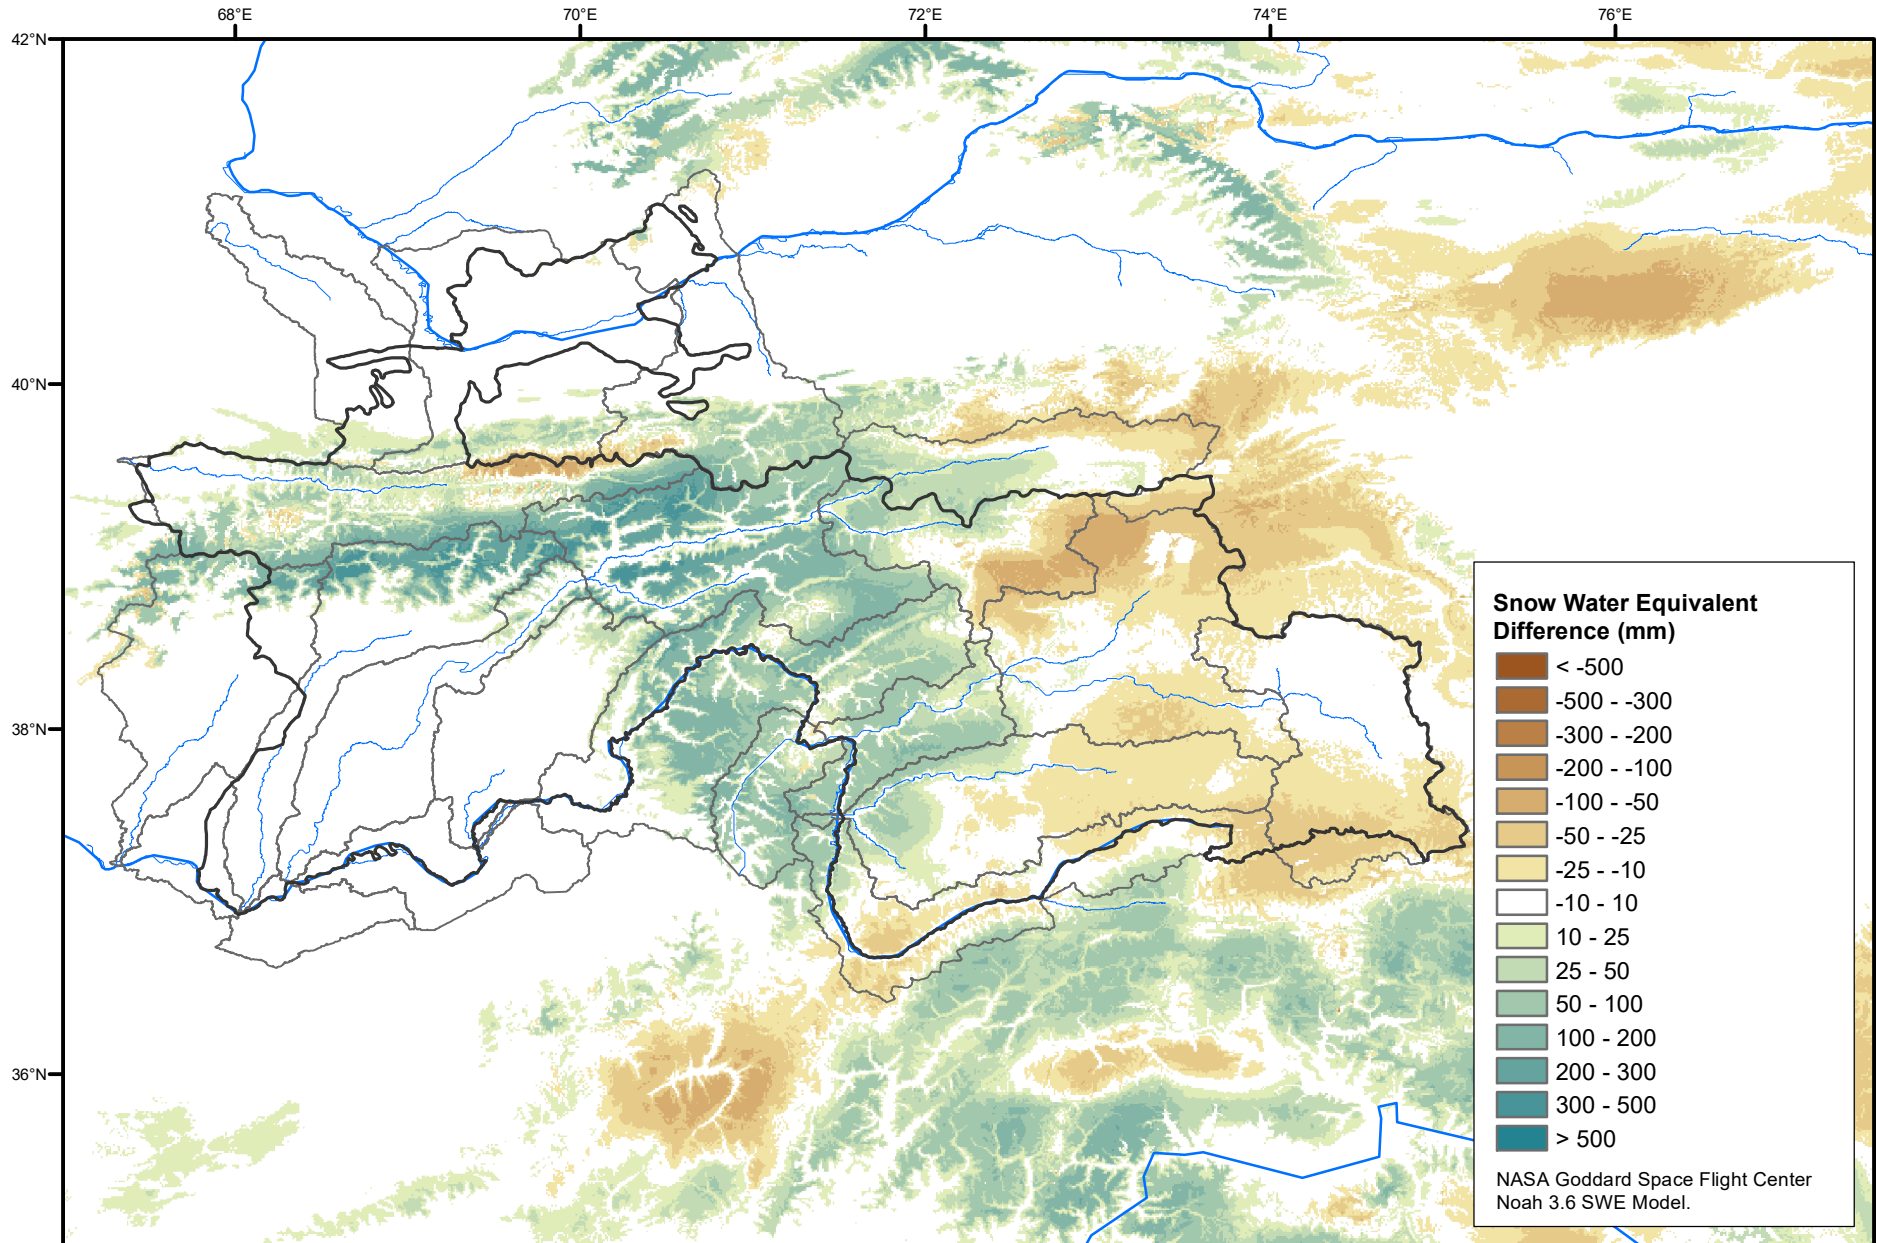 68°E 70°E 72°E 74°E 76°E
42°N
40°N
38°N
36°N
Snow Water Equivalent
Difference (mm)
< -500
-500 - -300
-300 - -200
-200 - -100
-100 - -50
-50 - -25
-25 - -10
-10 - 10
10 - 25
25 - 50
50 - 100
100 - 200
200 - 300
300 - 500
> 500
NASA Goddard Space Flight Center
Noah 3.6 SWE Model.